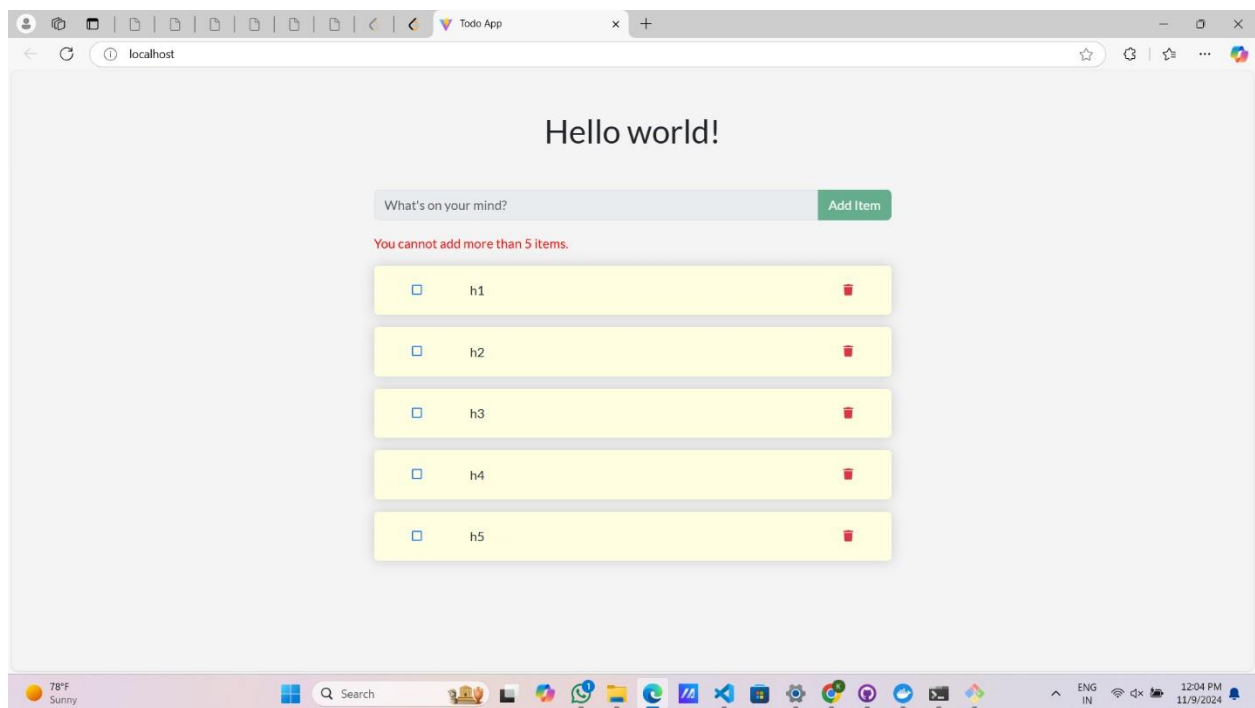 Todo App
localhost
Hello world!
What's on your mind?
Add Item
You cannot add more than 5 items.
h1
h2
h3
h4
h5
78°F
Sunny
Search
1
ENG
IN
12:04 PM
11/9/2024